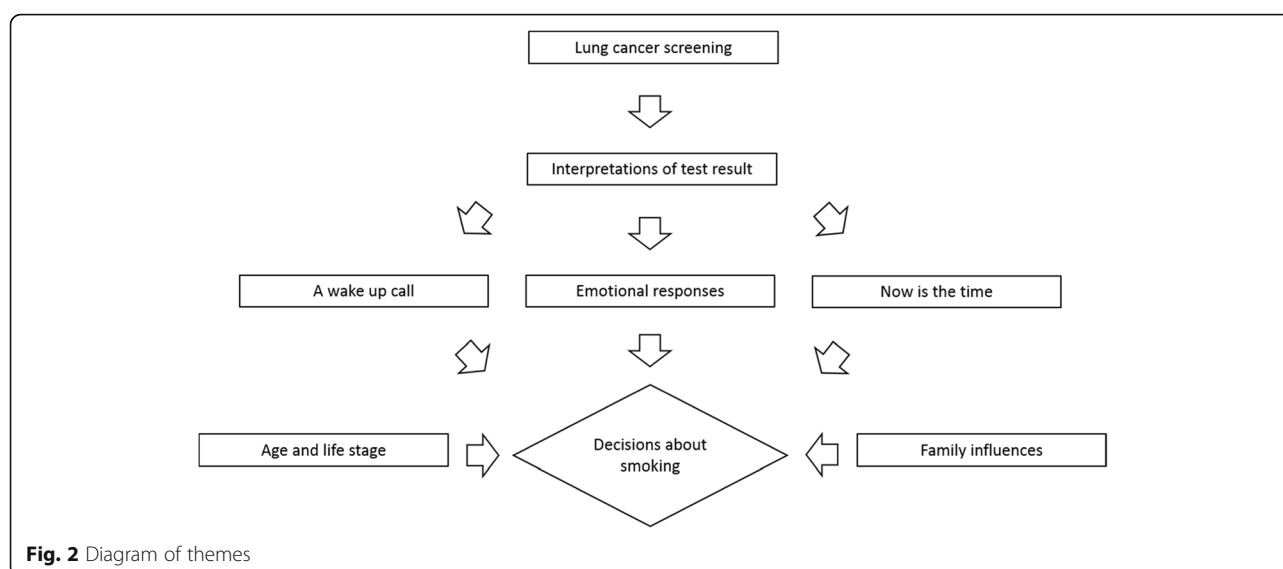 Lung cancer screening
Interpretations of test result
A wake up call
Emotional responses
Now is the time
Age and life stage
Decisions about
smoking
Family influences
Fig. 2 Diagram of themes